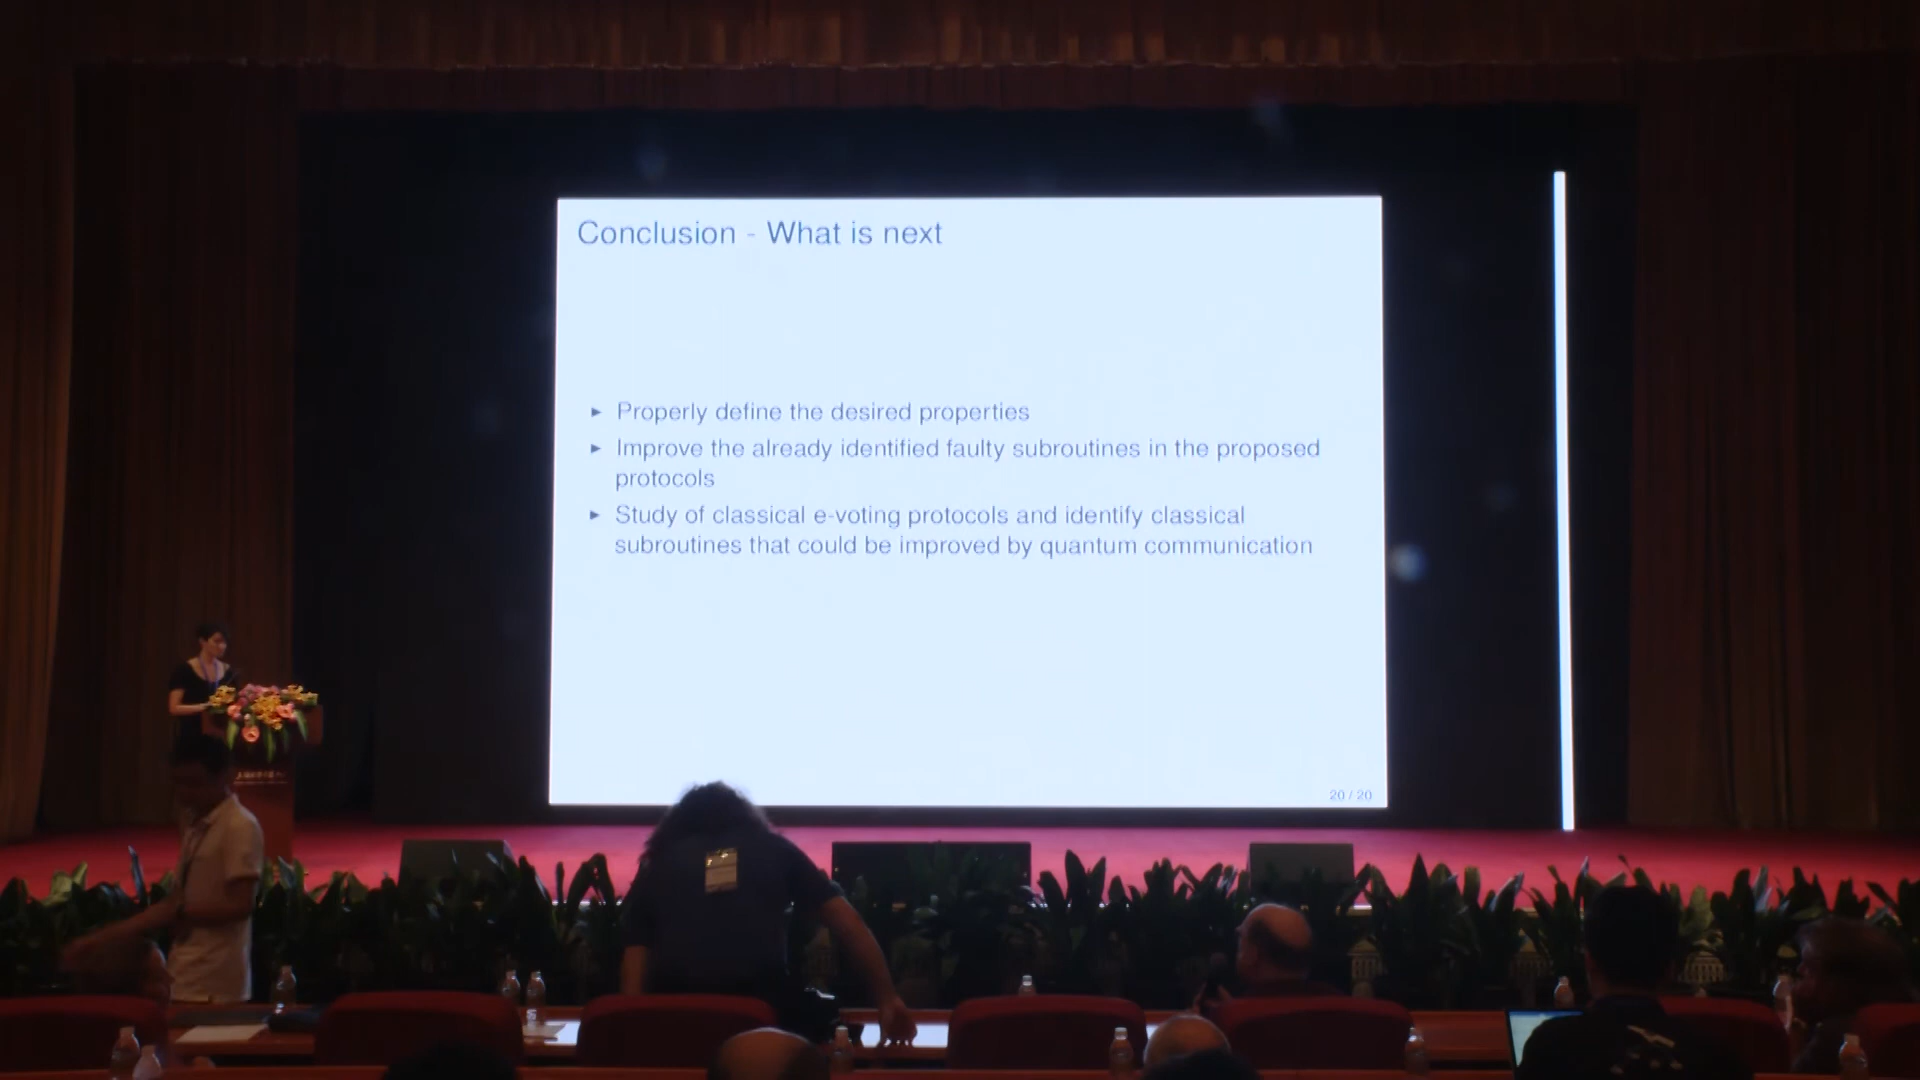 Conclusion - What is next
▸ Properly define the desired properties
▸ Improve the already identified faulty subroutines in the proposed
protocols
▸ Study of classical e-voting protocols and identify classical
subroutines that could be improved by quantum communication
20 / 20